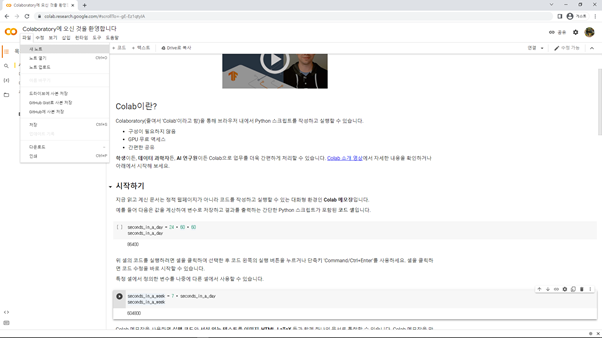 Colaboratory에 오신 것을 환영합니다
colab.research.google.com/#scrollTo=-gE-Ez1qtyIA
게스트
CO
Colaboratory에 오신 것을 환영합니다
공유
파일 수정 보기 삽입 런타임 도구 도움말
+ 코드 + 텍스트 Drive로 복사
연결 수정 가능
새 노트
노트 열기 Ctrl+O
노트 업로드
드라이브에 사본 저장
GitHub Gist로 사본 저장
GitHub에 사본 저장
저장 Ctrl+S
다운로드
인쇄 Ctrl+P
Colab이란?
Colaboratory(줄여서 'Colab'이라고 함)을 통해 브라우저 내에서 Python 스크립트를 작성하고 실행할 수 있습니다.
• 구성이 필요하지 않음
• GPU 무료 액세스
• 간편한 공유
학생이든, 데이터 과학자든, AI 연구원이든 Colab으로 업무를 더욱 간편하게 처리할 수 있습니다. Colab 소개 영상에서 자세한 내용을 확인하거나
아래에서 시작해 보세요.
시작하기
지금 읽고 계신 문서는 정적 웹페이지가 아니라 코드를 작성하고 실행할 수 있는 대화형 환경인 Colab 메모장입니다.
예를 들어 다음은 값을 계산하여 변수로 저장하고 결과를 출력하는 간단한 Python 스크립트가 포함된 코드 셀입니다.
[ ] seconds_in_a_day = 24 * 60 * 60
seconds_in_a_day
86400
위 셀의 코드를 실행하려면 셀을 클릭하여 선택한 후 코드 왼쪽의 실행 버튼을 누르거나 단축키 'Command/Ctrl+Enter'를 사용하세요. 셀을 클릭하
면 코드 수정을 바로 시작할 수 있습니다.
특정 셀에서 정의한 변수를 나중에 다른 셀에서 사용할 수 있습니다.
seconds_in_a_week = 7 * seconds_in_a_day
seconds_in_a_week
604800